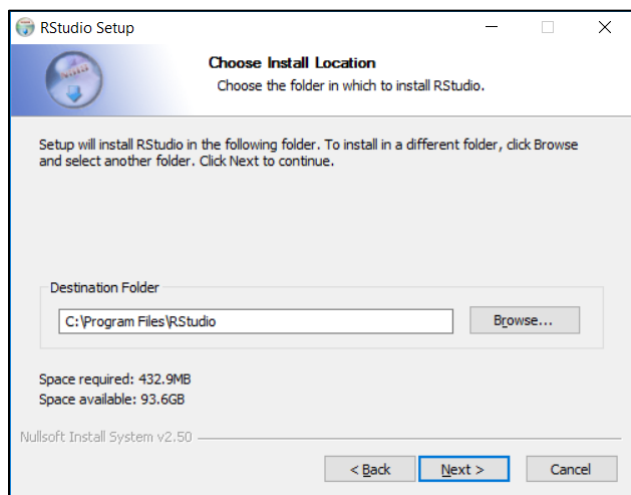 RStudio Setup
Choose Install Location
Choose the folder in which to install RStudio.
Setup will install RStudio in the following folder. To install in a different folder, click Browse
and select another folder. Click Next to continue.
Destination Folder
C:\Program Files\RStudio
Browse...
Space required: 432.9MB
Space available: 93.6GB
Nullsoft Install System v2.50
< Back
Next >
Cancel